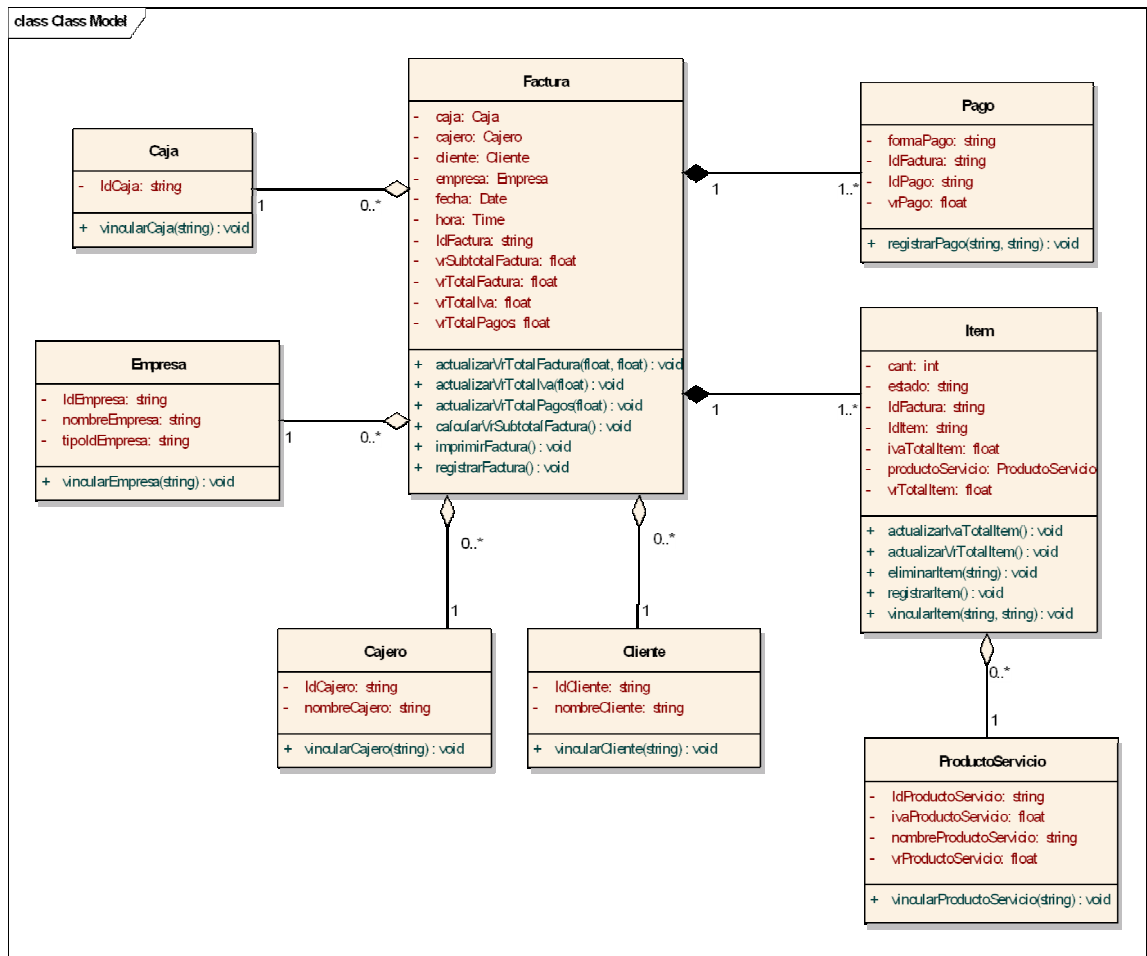 class Class Model
Factura
- caja: Caja
- cajero: Cajero
- cliente: Cliente
- empresa: Empresa
- fecha: Date
- hora: Time
- IdFactura: string
- vrSubtotalFactura: float
- vrTotalFactura: float
- vrTotalIva: float
- vrTotalPagos: float
+ actualizarVrTotalFactura(float, float) : void
+ actualizarVrTotalIva(float) : void
+ actualizarVrTotalPagos(float) : void
+ calcularVrSubtotalFactura() : void
+ imprimirFactura() : void
+ registrarFactura() : void
Caja
- IdCaja: string
+ vincularCaja(string) : void
1
0..*
Pago
- formaPago: string
- IdFactura: string
- IdPago: string
- vrPago: float
+ registrarPago(string, string) : void
1
1..*
Empresa
- IdEmpresa: string
- nombreEmpresa: string
- tipoIdEmpresa: string
+ vincularEmpresa(string) : void
1
0..*
Item
- cant: int
- estado: string
- IdFactura: string
- IdItem: string
- ivaTotalItem: float
- productoServicio: ProductoServicio
- vrTotalItem: float
+ actualizarIvaTotalItem() : void
+ actualizarVrTotalItem() : void
+ eliminarItem(string) : void
+ registrarItem() : void
+ vincularItem(string, string) : void
1
1..*
0..*
1
0..*
1
Cajero
- IdCajero: string
- nombreCajero: string
+ vincularCajero(string) : void
Cliente
- IdCliente: string
- nombreCliente: string
+ vincularCliente(string) : void
0..*
1
ProductoServicio
- IdProductoServicio: string
- ivaProductoServicio: float
- nombreProductoServicio: string
- vrProductoServicio: float
+ vincularProductoServicio(string) : void